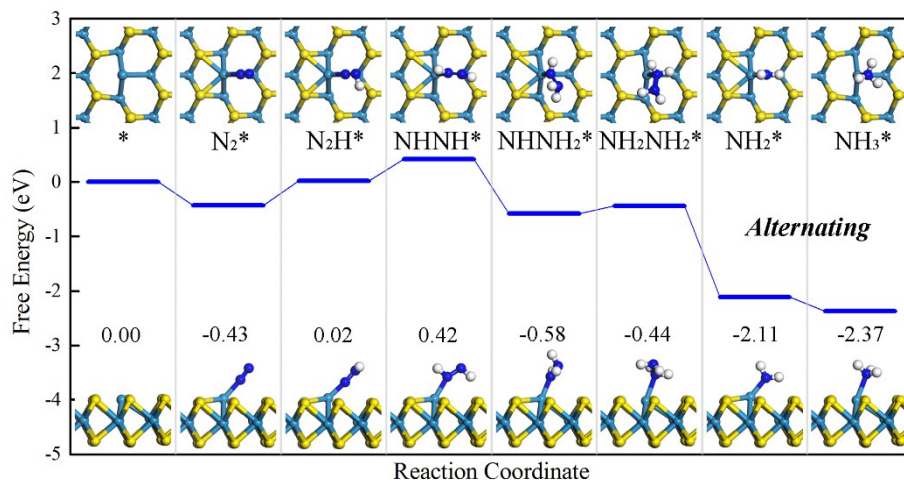 3
2
1
0
-1
-2
-3
-4
-5
Free Energy (eV)
* N₂* N₂H* NHNH* NHNH₂* NH₂NH₂* NH₂* NH₃*
Alternating
0.00 -0.43 0.02 0.42 -0.58 -0.44 -2.11 -2.37
Reaction Coordinate